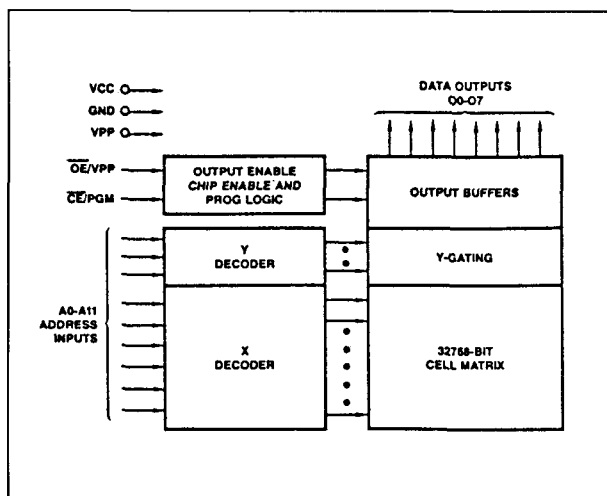 VCC
GND
VPP
OE/VPP
CE/PGM
A0-A11
ADDRESS
INPUTS
OUTPUT ENABLE
CHIP ENABLE AND
PROG LOGIC
Y
DECODER
X
DECODER
DATA OUTPUTS
O0-O7
OUTPUT BUFFERS
Y-GATING
32768-BIT
CELL MATRIX